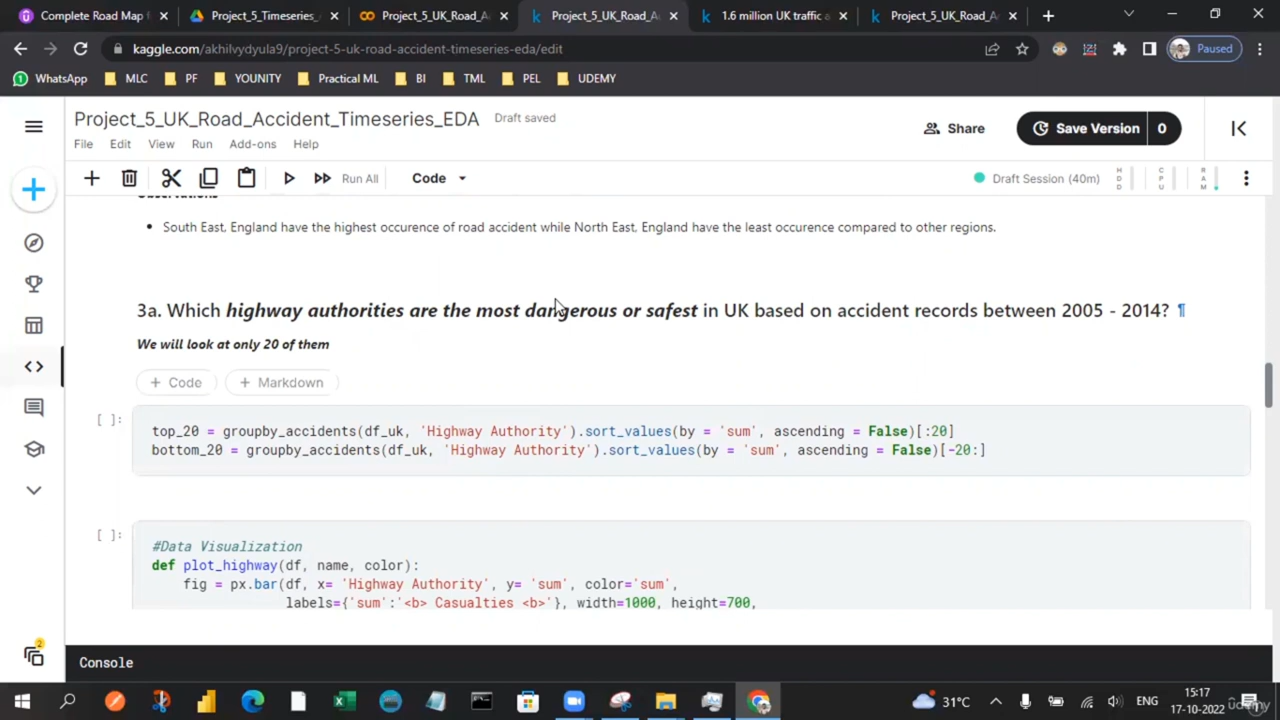 Complete Road Map
Project_5_Timeseries_
Project_5_UK_Road_A
Project_5_UK_Road_A
1.6 million UK traffic a
Project_5_UK_Road_A
kaggle.com/akhilvydyula9/project-5-uk-road-accident-timeseries-eda/edit
Paused
WhatsApp
MLC
PF
YOUNITY
Practical ML
BI
TML
PEL
UDEMY
Project_5_UK_Road_Accident_Timeseries_EDA
Draft saved
Share
Save Version
0
File
Edit
View
Run
Add-ons
Help
Run All
Code
Draft Session (40m)
HDD
CPU
RAM
Observations
South East, England have the highest occurence of road accident while North East, England have the least occurence compared to other regions.
3a. Which highway authorities are the most dangerous or safest in UK based on accident records between 2005 - 2014? ¶
We will look at only 20 of them
+ Code
+ Markdown
[ ]:
top_20 = groupby_accidents(df_uk, 'Highway Authority').sort_values(by = 'sum', ascending = False)[:20]
bottom_20 = groupby_accidents(df_uk, 'Highway Authority').sort_values(by = 'sum', ascending = False)[-20:]
[ ]:
#Data Visualization
def plot_highway(df, name, color):
fig = px.bar(df, x= 'Highway Authority', y= 'sum', color='sum',
labels={'sum':'<b> Casualties <b>'}, width=1000, height=700,
2
Console
31°C
ENG
15:17
17-10-2022
udemy